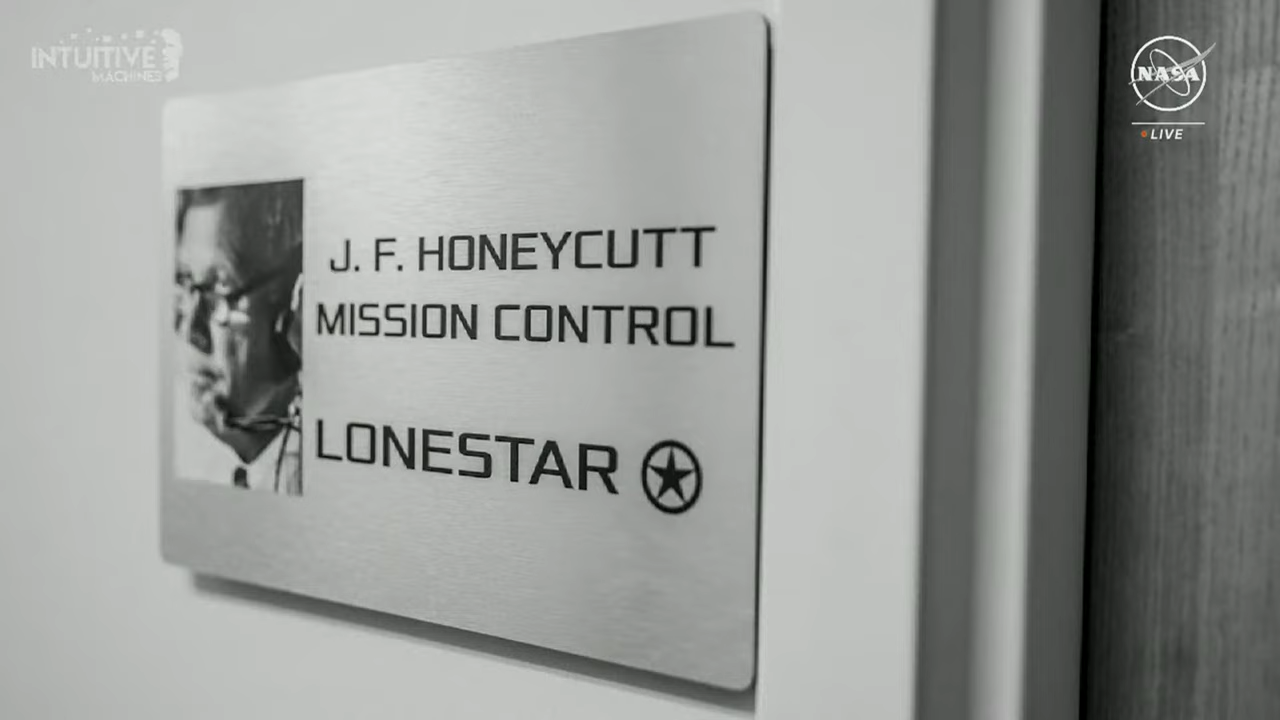 INTUITIVE
MACHINES
NASA
LIVE
J. F. HONEYCUTT
MISSION CONTROL
LONESTAR